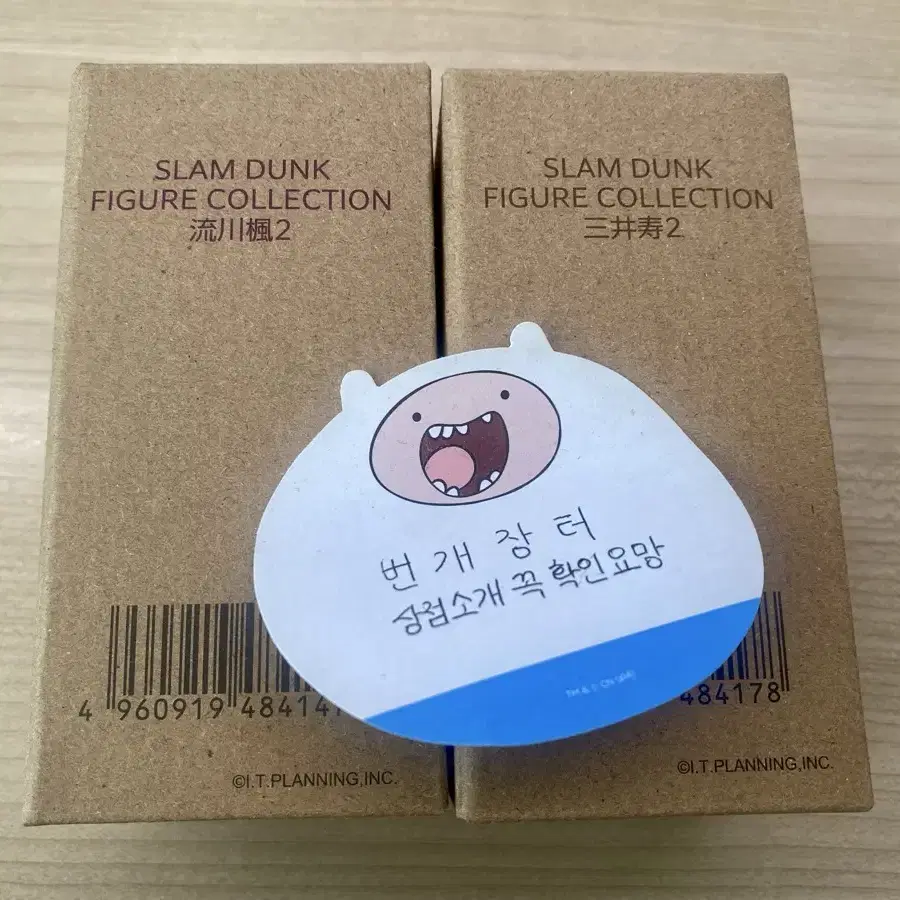 SLAM DUNK
FIGURE COLLECTION
流川楓2
SLAM DUNK
FIGURE COLLECTION
三井寿2
번개장터
상점소개 꼭 확인요망
4 960919 48414
484178
©I.T.PLANNING,INC.
©I.T.PLANNING,INC.